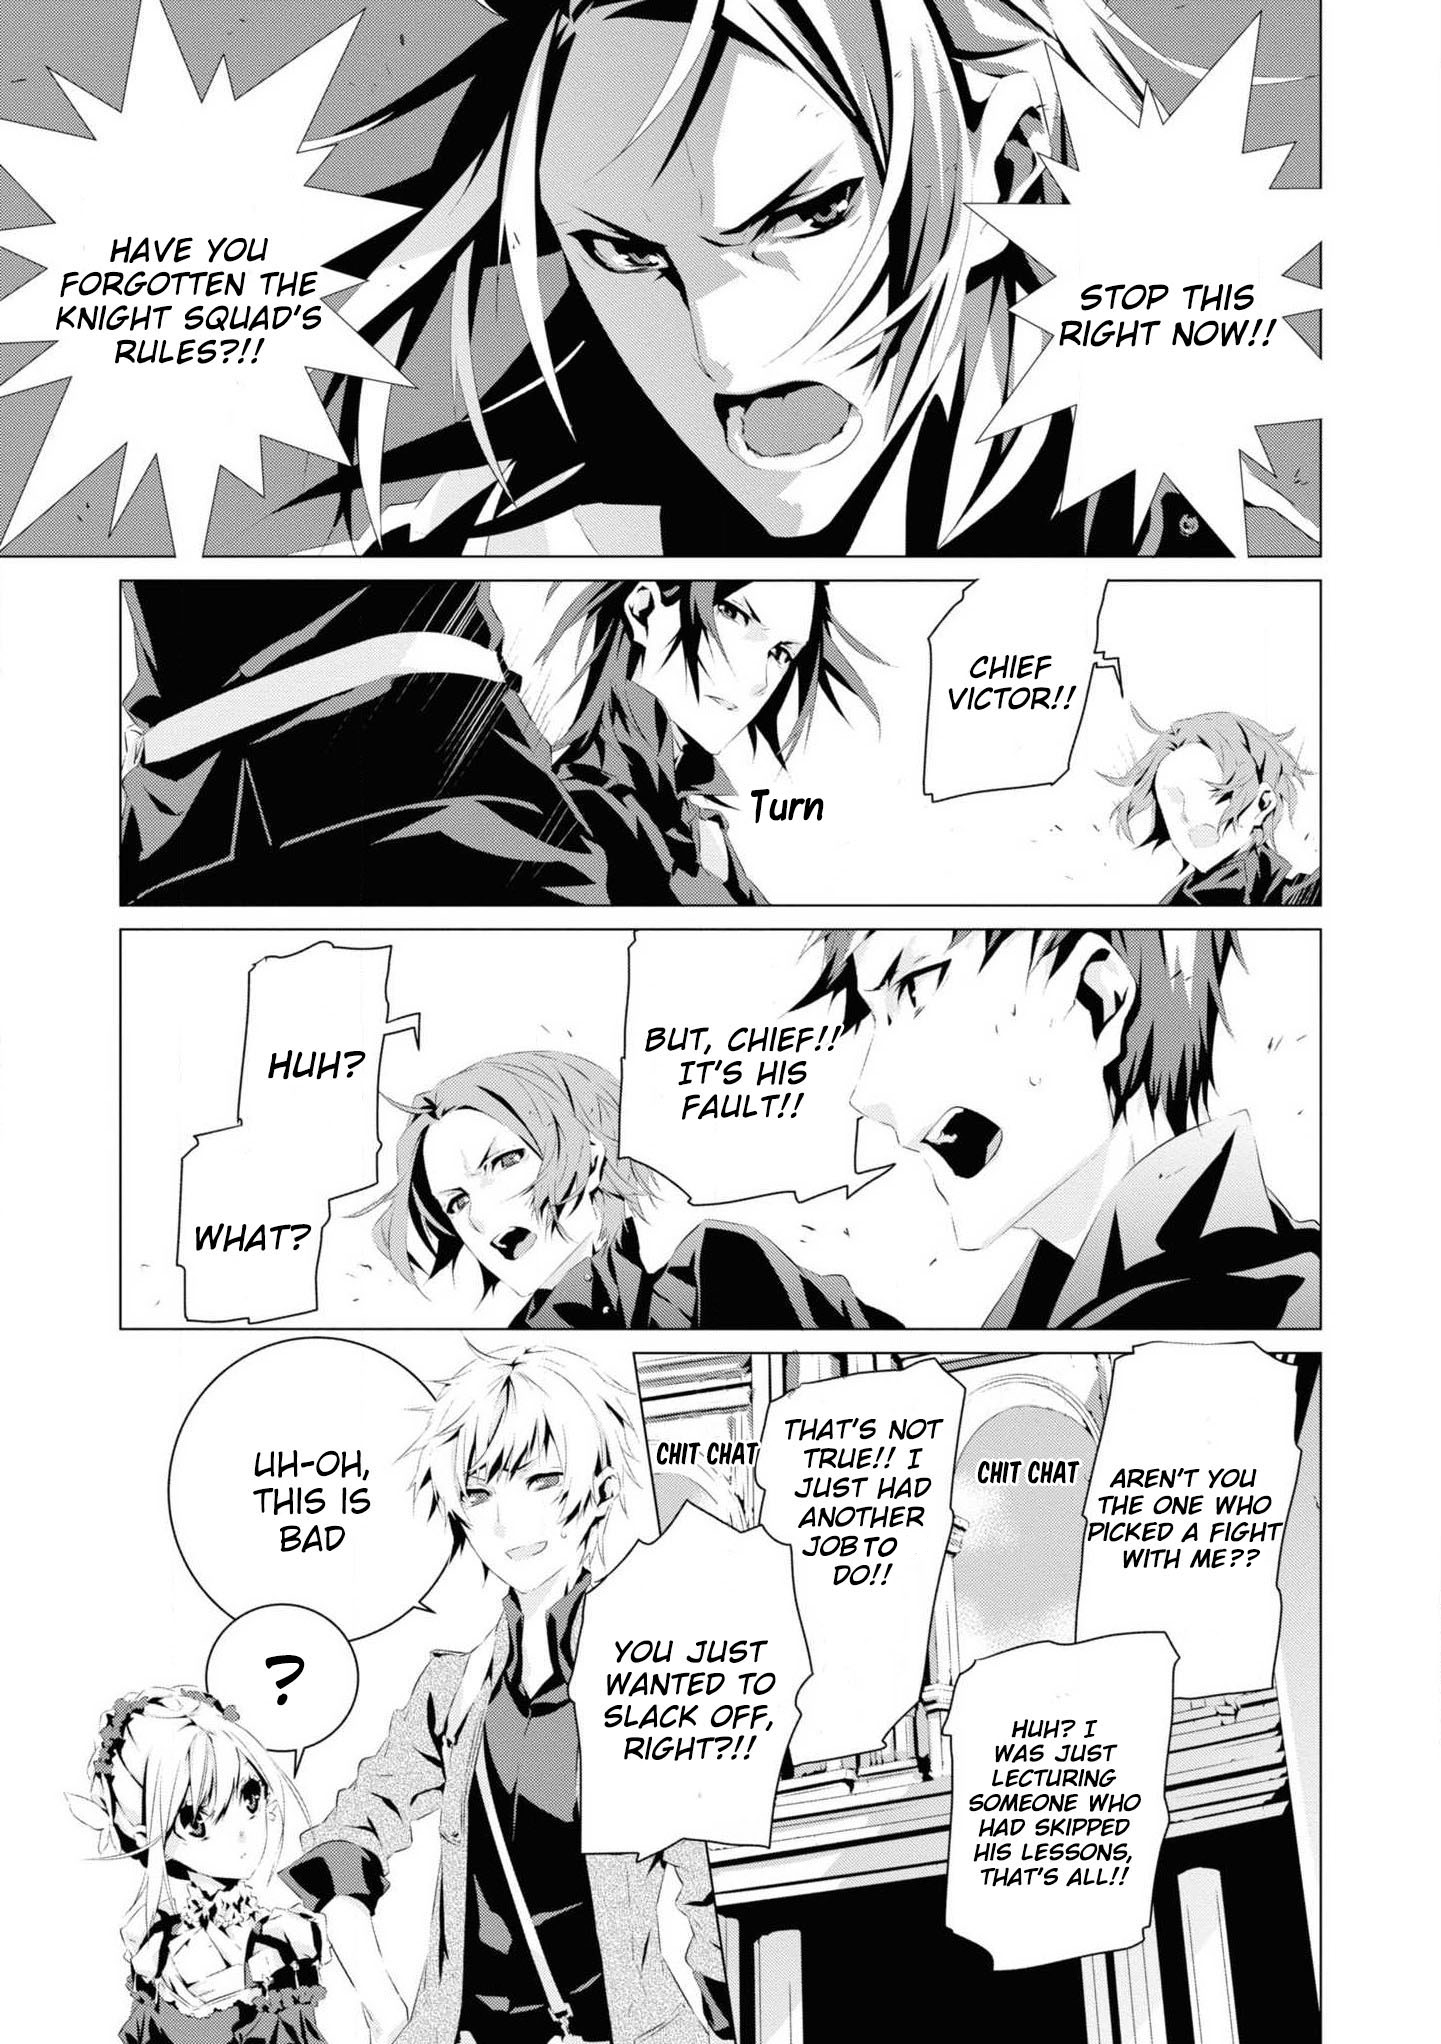 STOP THIS
RIGHT NOW!!
HAVE YOU
FORGOTTEN THE
KNIGHT SQUAD'S
RULES?!!
CHIEF
VICTOR!!
Turn
BUT, CHIEF!!
IT'S HIS
FAULT!!
HUH?
WHAT?
AREN'T YOU
THE ONE WHO
PICKED A FIGHT
WITH ME??
CHIT CHAT
HUH? I
WAS JUST
LECTURING
SOMEONE WHO
HAD SKIPPED
HIS LESSONS,
THAT'S ALL!!
THAT'S NOT
TRUE!! I
JUST HAD
ANOTHER
JOB TO
DO!!
CHIT CHAT
YOU JUST
WANTED TO
SLACK OFF,
RIGHT?!!
UH-OH,
THIS IS
BAD
?